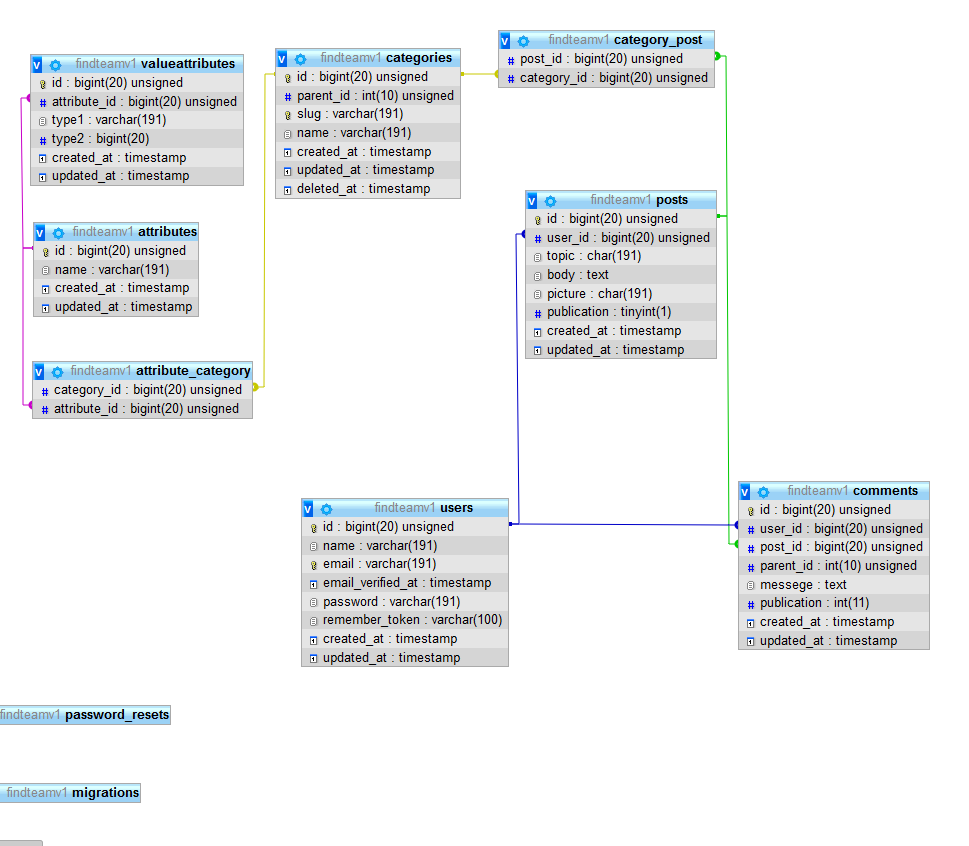 findteamv1 valueattributes
id : bigint(20) unsigned
attribute_id : bigint(20) unsigned
type1 : varchar(191)
type2 : bigint(20)
created_at : timestamp
updated_at : timestamp
findteamv1 categories
id : bigint(20) unsigned
parent_id : int(10) unsigned
slug : varchar(191)
name : varchar(191)
created_at : timestamp
updated_at : timestamp
deleted_at : timestamp
findteamv1 category_post
post_id : bigint(20) unsigned
category_id : bigint(20) unsigned
findteamv1 attributes
id : bigint(20) unsigned
name : varchar(191)
created_at : timestamp
updated_at : timestamp
findteamv1 posts
id : bigint(20) unsigned
user_id : bigint(20) unsigned
topic : char(191)
body : text
picture : char(191)
publication : tinyint(1)
created_at : timestamp
updated_at : timestamp
findteamv1 attribute_category
category_id : bigint(20) unsigned
attribute_id : bigint(20) unsigned
findteamv1 users
id : bigint(20) unsigned
name : varchar(191)
email : varchar(191)
email_verified_at : timestamp
password : varchar(191)
remember_token : varchar(100)
created_at : timestamp
updated_at : timestamp
findteamv1 comments
id : bigint(20) unsigned
user_id : bigint(20) unsigned
post_id : bigint(20) unsigned
parent_id : int(10) unsigned
messege : text
publication : int(11)
created_at : timestamp
updated_at : timestamp
findteamv1 password_resets
findteamv1 migrations